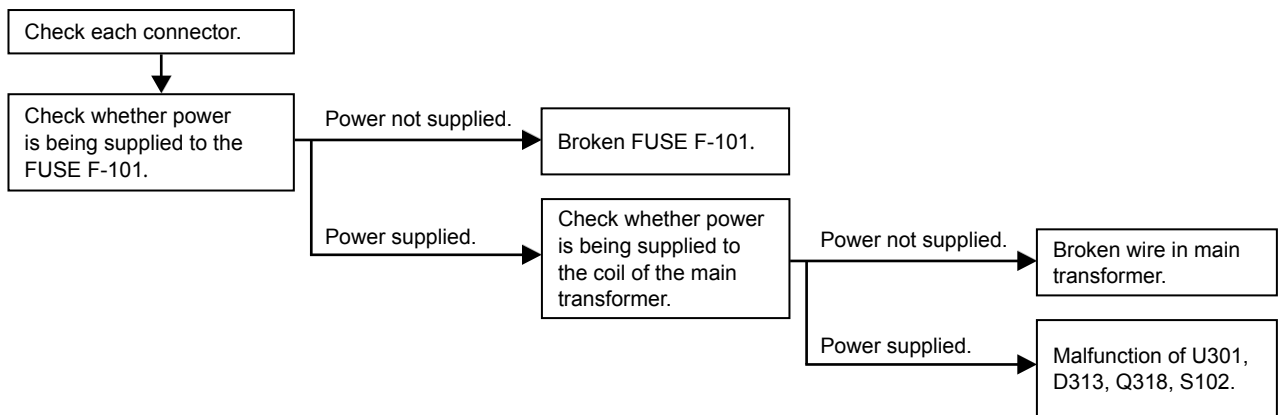 Check each connector.
Check whether power
is being supplied to the
FUSE F-101.
Power not supplied.
Broken FUSE F-101.
Power supplied.
Check whether power
is being supplied to
the coil of the main
transformer.
Power not supplied.
Broken wire in main
transformer.
Power supplied.
Malfunction of U301,
D313, Q318, S102.